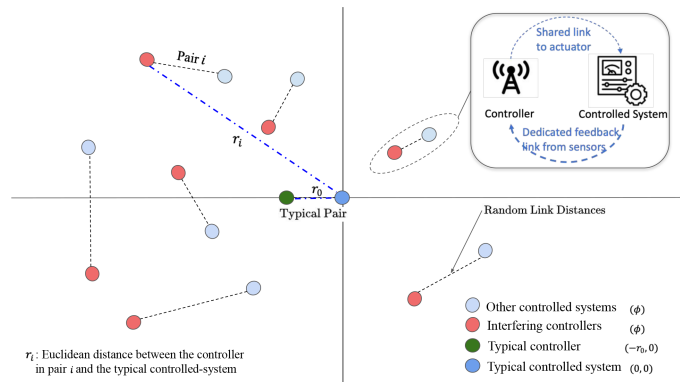 Shared link
to actuator
Controller
Controlled System
Dedicated feedback
link from sensors
Pair i
r_i
r_0
Typical Pair
Random Link Distances
Other controlled systems (ϕ)
Interfering controllers (ϕ)
Typical controller (−r_0, 0)
Typical controlled system (0, 0)
r_i : Euclidean distance between the controller
in pair i and the typical controlled-system